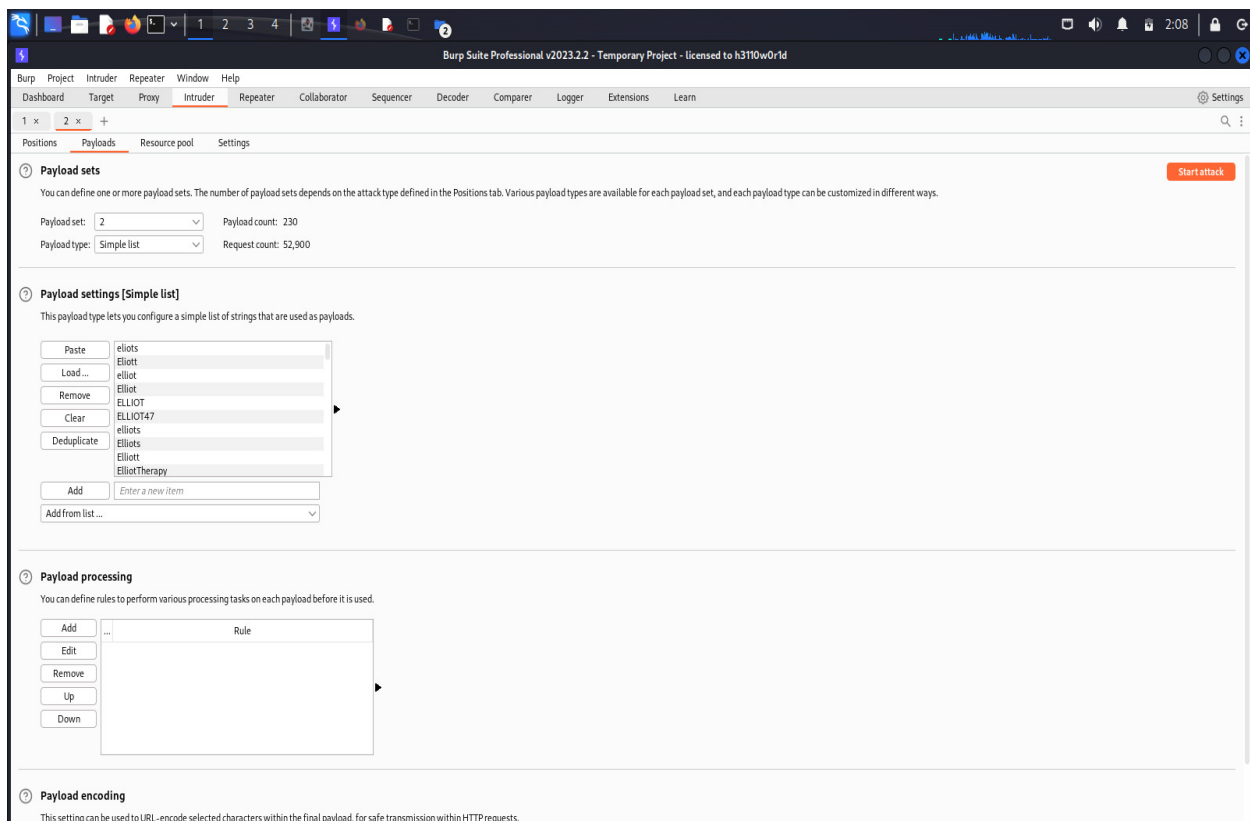 1 2 3 4 2 2:08
Burp Suite Professional v2023.2.2 - Temporary Project - licensed to h3110w0r1d
Burp Project Intruder Repeater Window Help
Dashboard Target Proxy Intruder Repeater Collaborator Sequencer Decoder Comparer Logger Extensions Learn Settings
1 × 2 × +
Positions Payloads Resource pool Settings
? Payload sets Start attack
You can define one or more payload sets. The number of payload sets depends on the attack type defined in the Positions tab. Various payload types are available for each payload set, and each payload type can be customized in different ways.
Payload set: 2 Payload count: 230
Payload type: Simple list Request count: 52,900
? Payload settings [Simple list]
This payload type lets you configure a simple list of strings that are used as payloads.
Paste
Load ...
Remove
Clear
Deduplicate
eliots
Eliott
elliot
Elliot
ELLIOT
ELLIOT47
elliots
Elliots
Elliott
ElliotTherapy
Add Enter a new item
Add from list ...
? Payload processing
You can define rules to perform various processing tasks on each payload before it is used.
Add
Edit
Remove
Up
Down
... Rule
? Payload encoding
This setting can be used to URL-encode selected characters within the final payload, for safe transmission within HTTP requests.